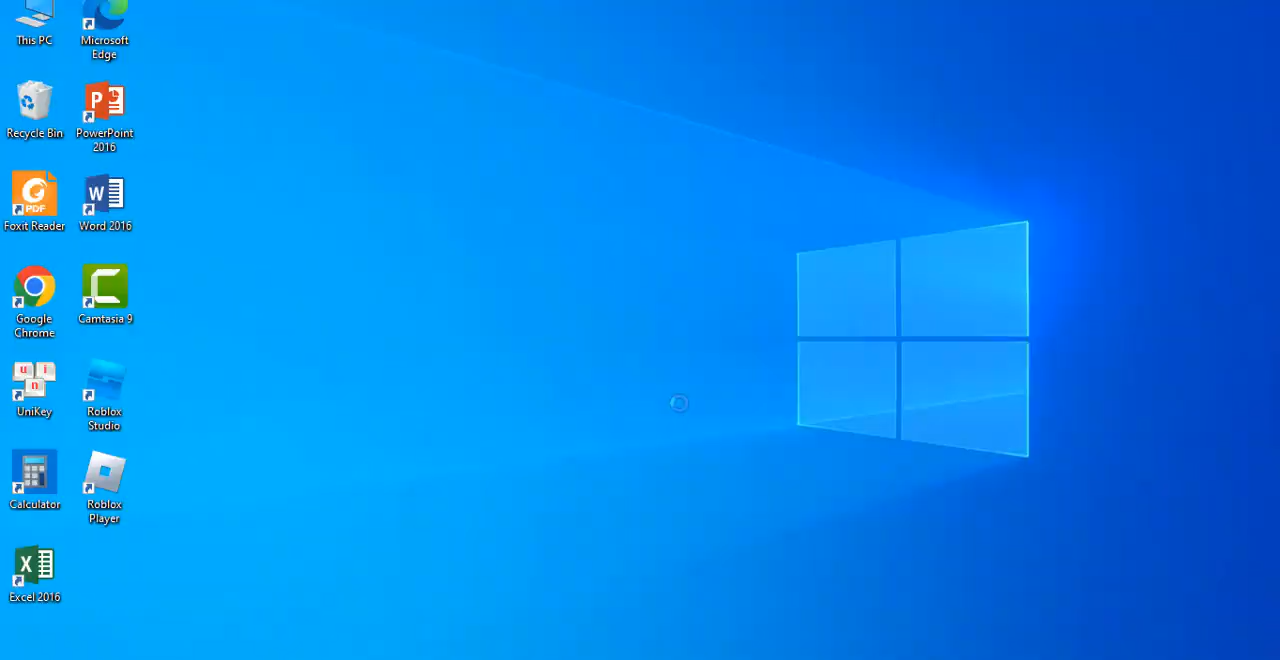 This PC
Microsoft
Edge
Recycle Bin
P
PowerPoint
2016
PDF
Foxit Reader
W
Word 2016
Google
Chrome
C
Camtasia 9
u i
n
UniKey
Roblox
Studio
Calculator
Roblox
Player
X
Excel 2016